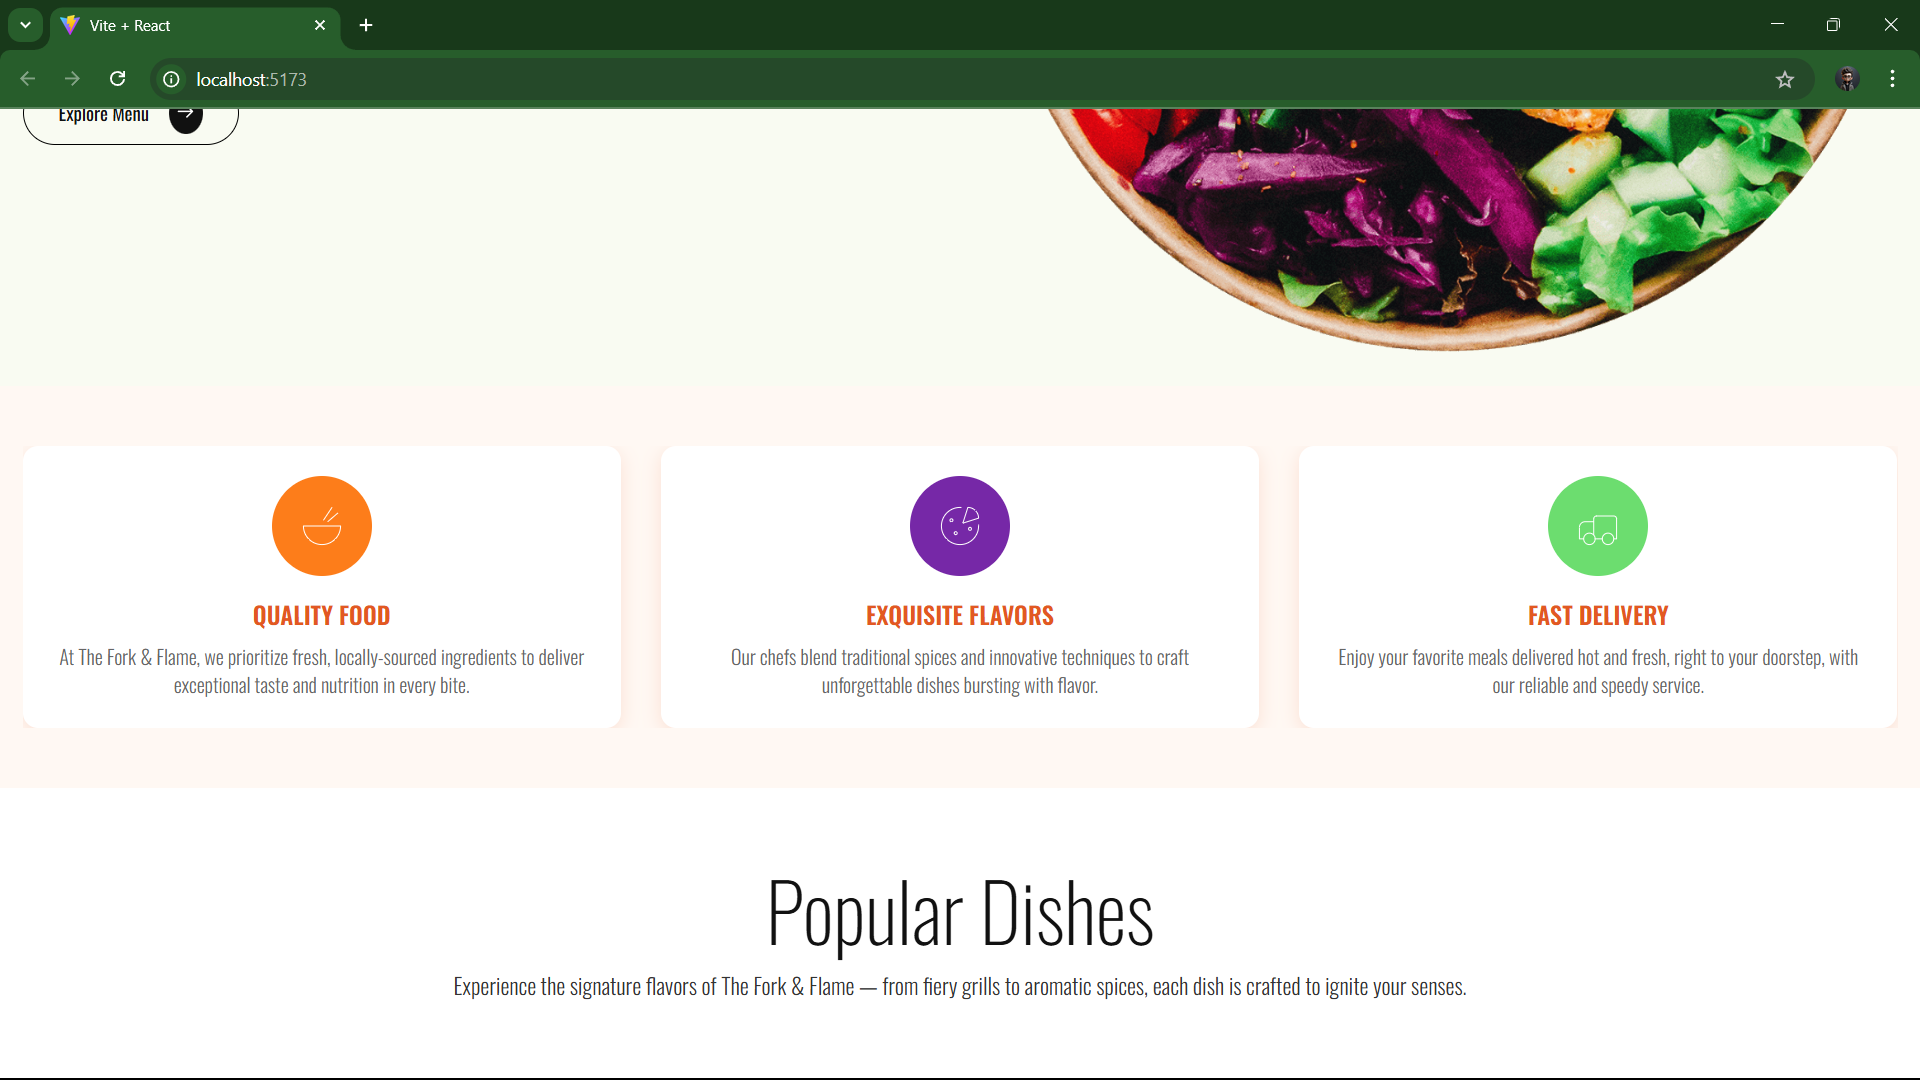 Vite + React
localhost:5173
Explore Menu
QUALITY FOOD
At The Fork & Flame, we prioritize fresh, locally-sourced ingredients to deliver
exceptional taste and nutrition in every bite.
EXQUISITE FLAVORS
Our chefs blend traditional spices and innovative techniques to craft
unforgettable dishes bursting with flavor.
FAST DELIVERY
Enjoy your favorite meals delivered hot and fresh, right to your doorstep, with
our reliable and speedy service.
Popular Dishes
Experience the signature flavors of The Fork & Flame — from fiery grills to aromatic spices, each dish is crafted to ignite your senses.